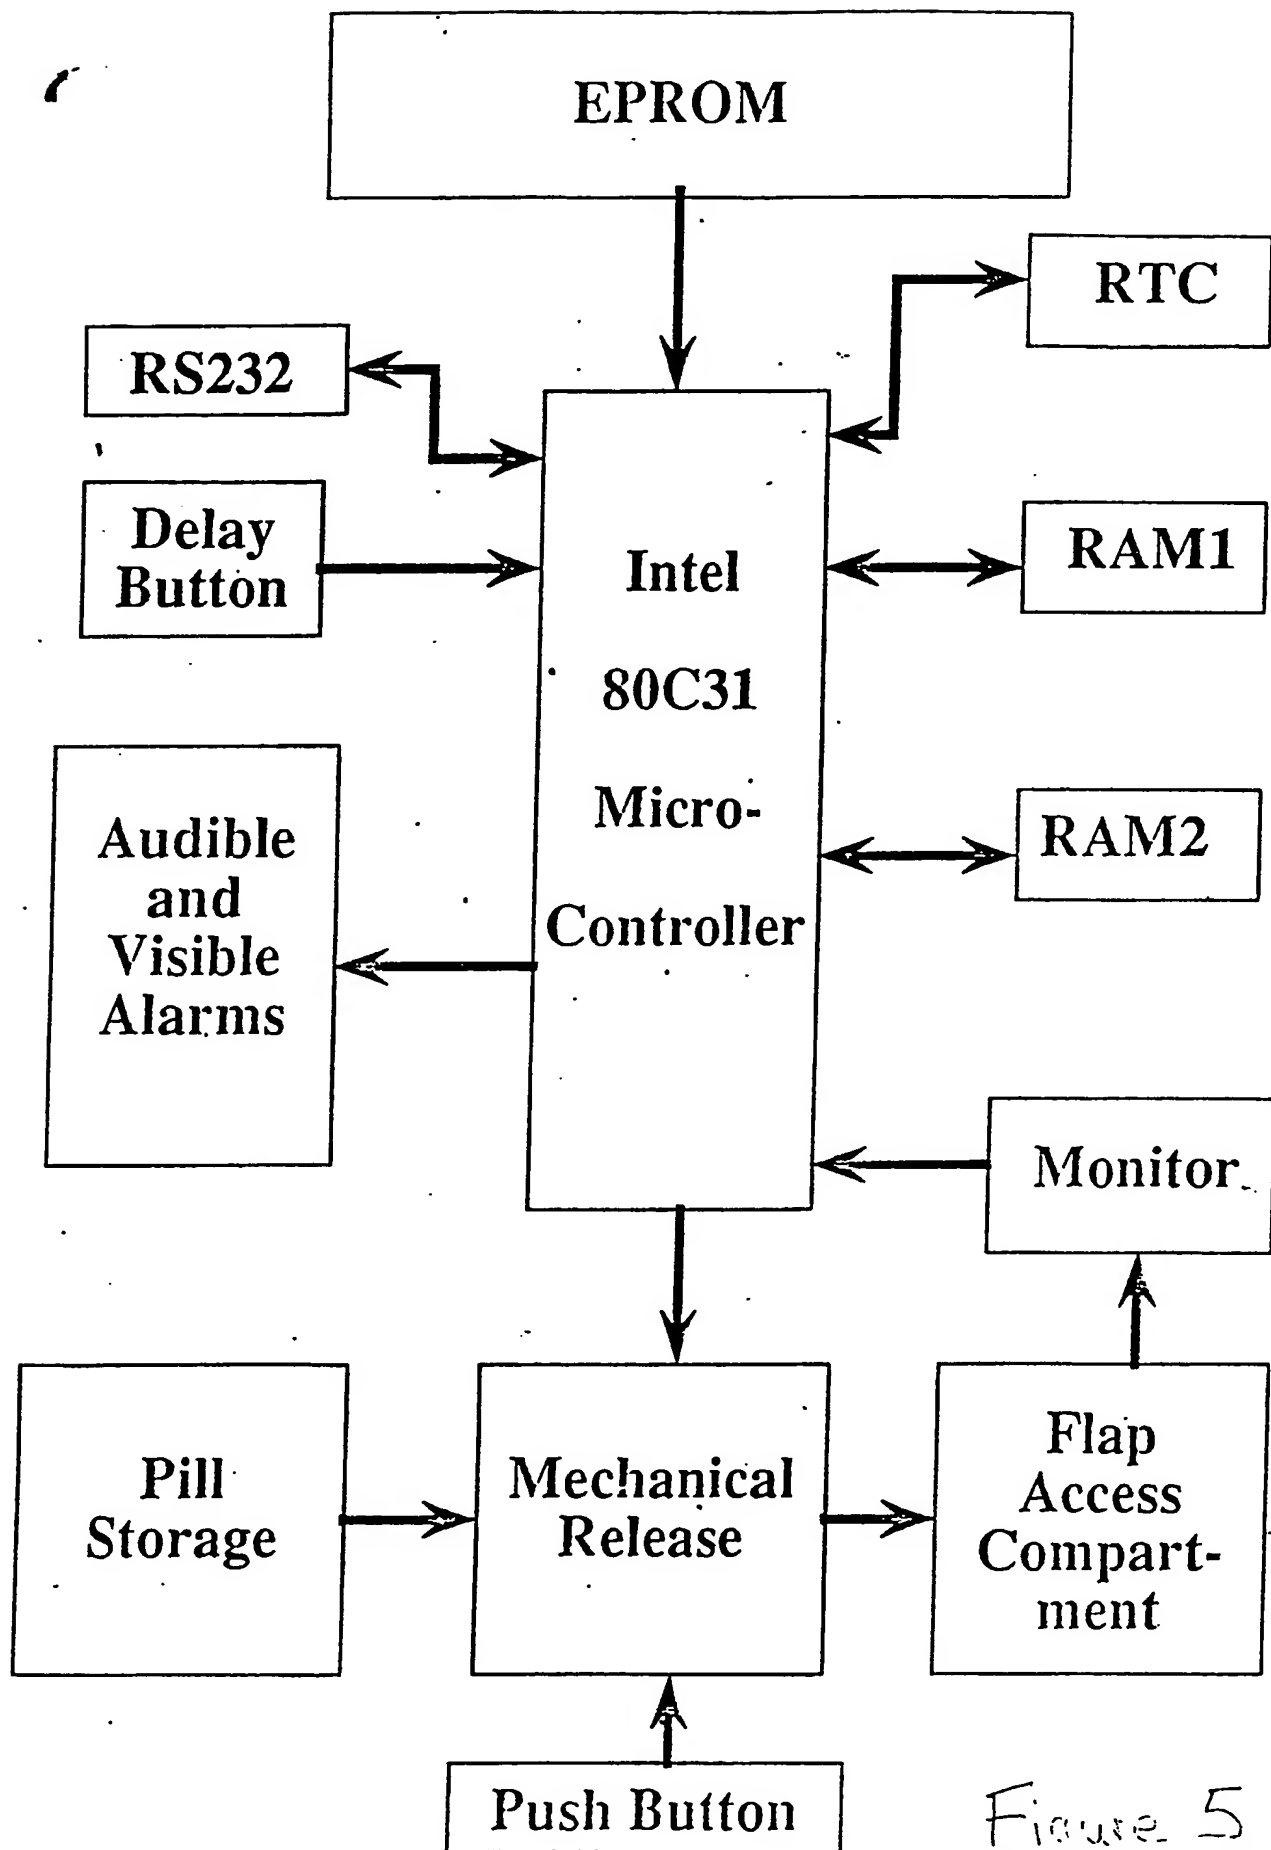 EPROM
RTC
RS232
Delay
Button
Intel
80C31
Micro-
Controller
RAM1
RAM2
Audible
and
Visible
Alarms
Monitor
Pill
Storage
Mechanical
Release
Flap
Access
Compart-
ment
Push Button
Figure 5